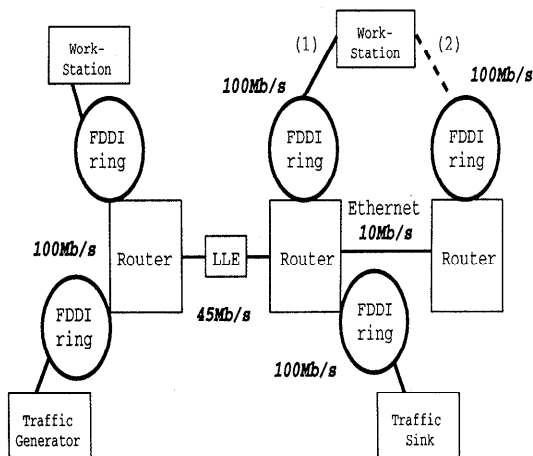 Work-
Station
(1)
Work-
Station
(2)
100Mb/s
100Mb/s
FDDI
ring
FDDI
ring
FDDI
ring
Ethernet
10Mb/s
100Mb/s
Router
LLE
Router
Router
45Mb/s
FDDI
ring
FDDI
ring
100Mb/s
Traffic
Generator
Traffic
Sink